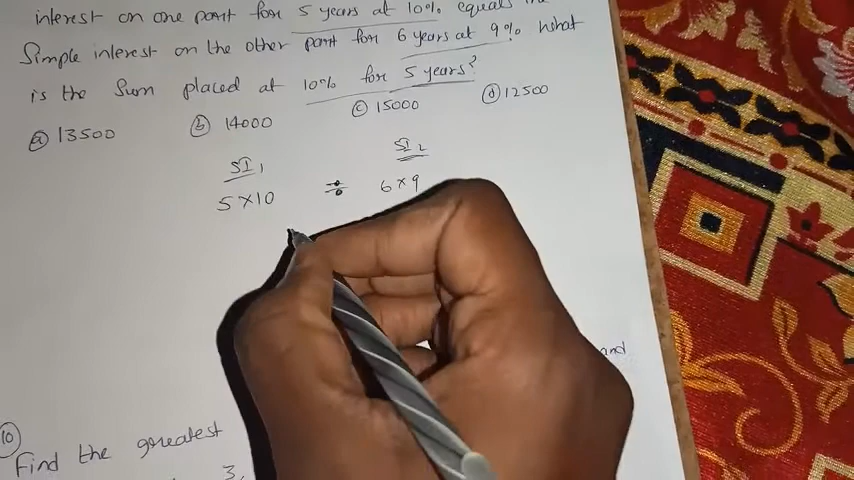 interest on one part for 5 years at 10% equals the
Simple interest on the other part for 6 years at 9% what
is the Sum placed at 10% for 5 years?
ⓐ 13500 ⓑ 14000 ⓒ 15000 ⓓ 12500
SI1 SI2
5×10 ÷ 6×9
and
10
Find the greatest
3,